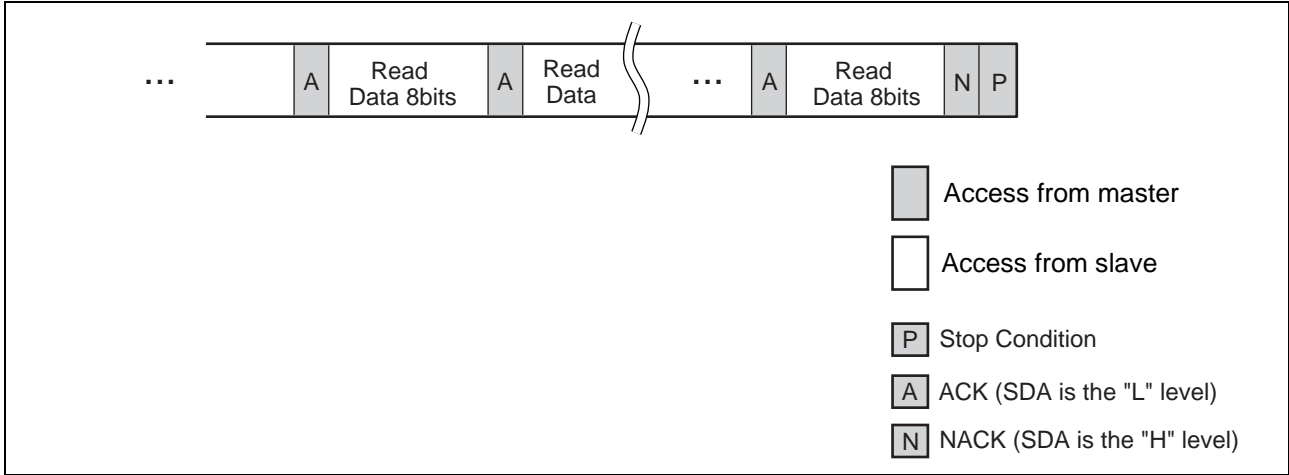 ... A Read Data 8bits A Read Data ... A Read Data 8bits N P
Access from master
Access from slave
P Stop Condition
A ACK (SDA is the "L" level)
N NACK (SDA is the "H" level)